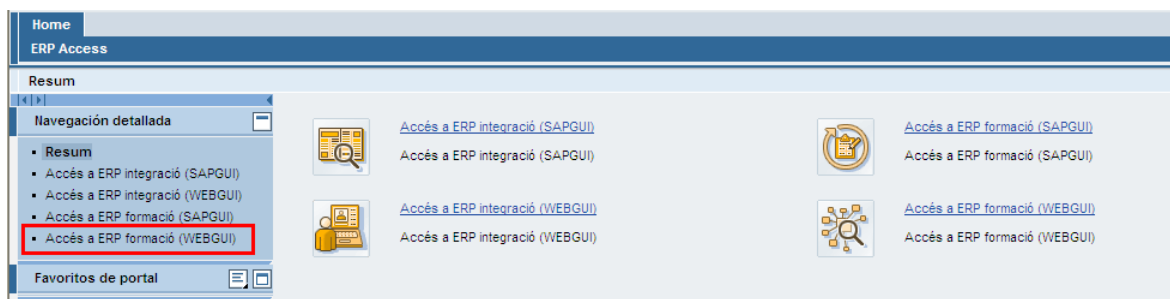 Home
ERP Access
Resum
Navegación detallada
Resum
Accés a ERP integració (SAPGUI)
Accés a ERP integració (WEBGUI)
Accés a ERP formació (SAPGUI)
Accés a ERP formació (WEBGUI)
Favoritos de portal
Accés a ERP integració (SAPGUI)
Accés a ERP integració (SAPGUI)
Accés a ERP formació (SAPGUI)
Accés a ERP formació (SAPGUI)
Accés a ERP integració (WEBGUI)
Accés a ERP integració (WEBGUI)
Accés a ERP formació (WEBGUI)
Accés a ERP formació (WEBGUI)